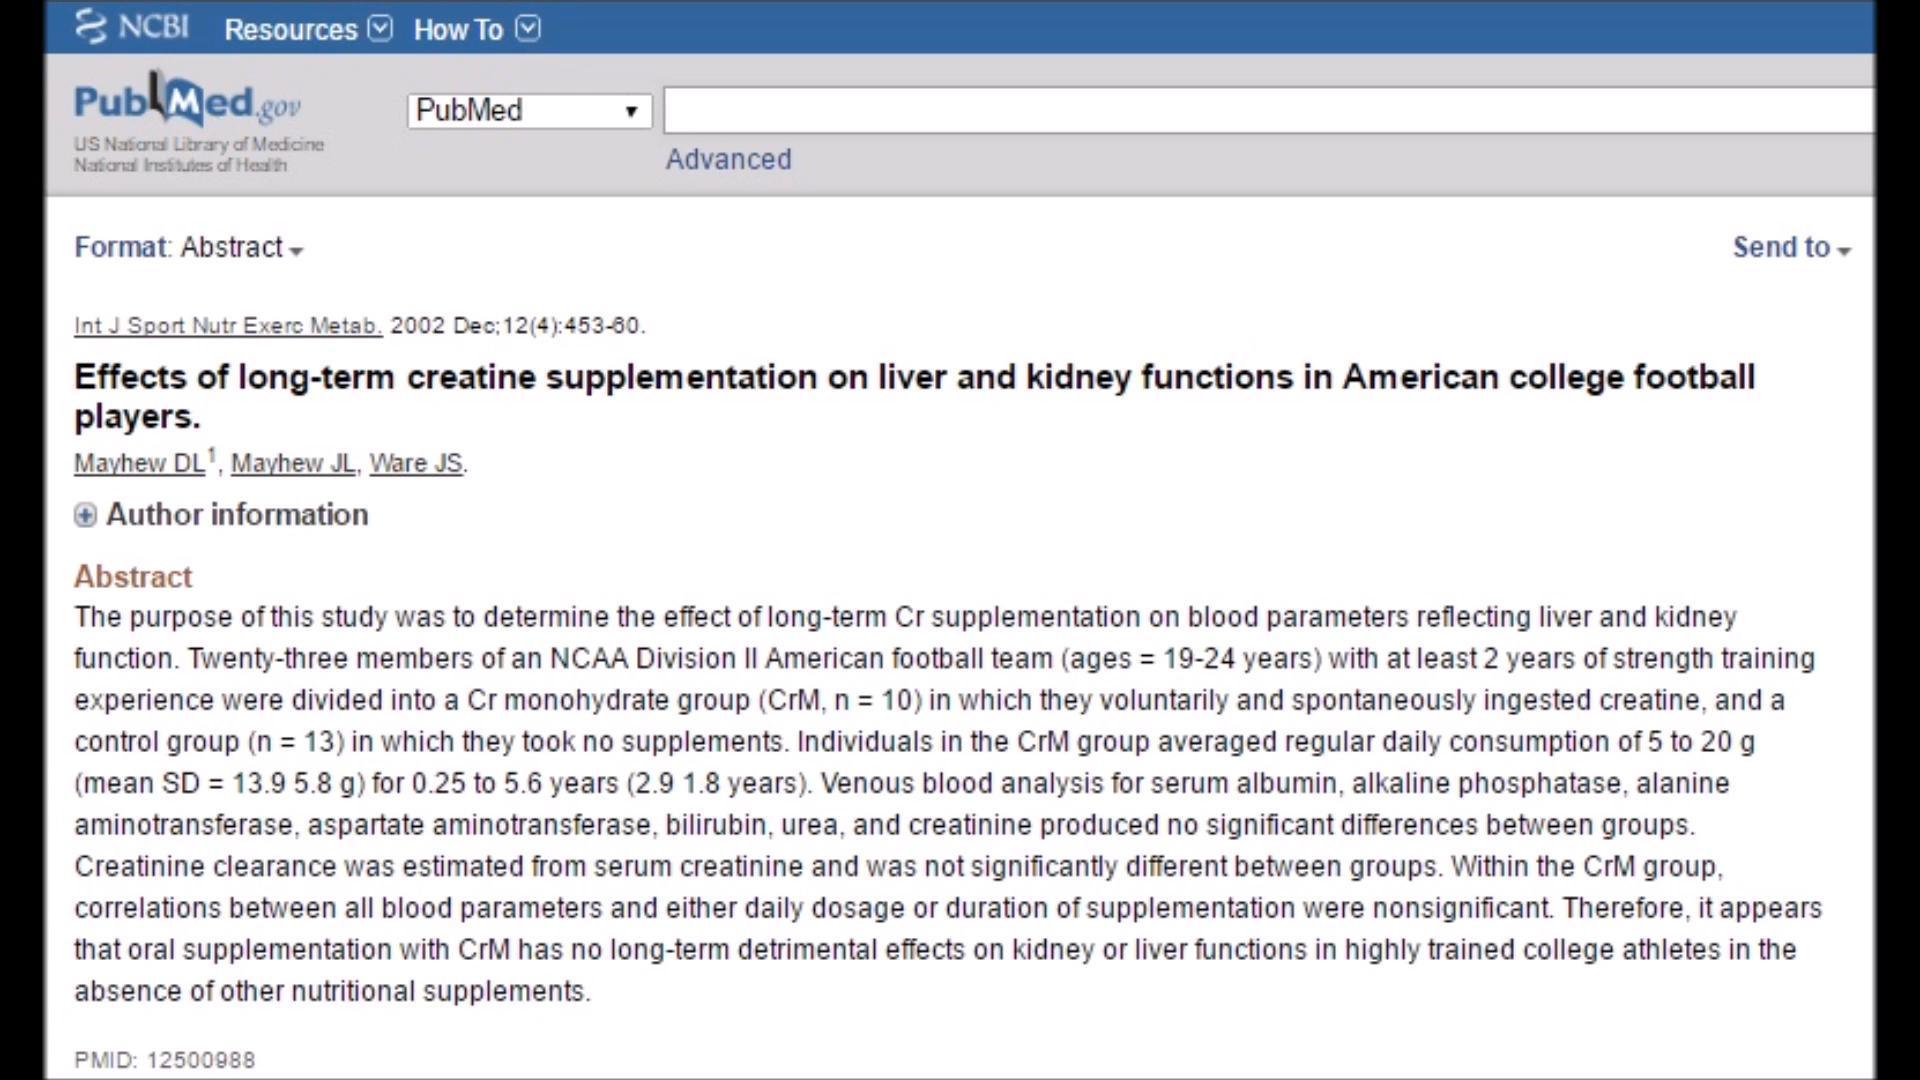 NCBI Resources How To
PubMed.gov
US National Library of Medicine
National Institutes of Health
PubMed
Advanced
Format: Abstract
Send to
Int J Sport Nutr Exerc Metab. 2002 Dec;12(4):453-60.
Effects of long-term creatine supplementation on liver and kidney functions in American college football
players.
Mayhew DL1, Mayhew JL, Ware JS.
Author information
Abstract
The purpose of this study was to determine the effect of long-term Cr supplementation on blood parameters reflecting liver and kidney
function. Twenty-three members of an NCAA Division II American football team (ages = 19-24 years) with at least 2 years of strength training
experience were divided into a Cr monohydrate group (CrM, n = 10) in which they voluntarily and spontaneously ingested creatine, and a
control group (n = 13) in which they took no supplements. Individuals in the CrM group averaged regular daily consumption of 5 to 20 g
(mean SD = 13.9 5.8 g) for 0.25 to 5.6 years (2.9 1.8 years). Venous blood analysis for serum albumin, alkaline phosphatase, alanine
aminotransferase, aspartate aminotransferase, bilirubin, urea, and creatinine produced no significant differences between groups.
Creatinine clearance was estimated from serum creatinine and was not significantly different between groups. Within the CrM group,
correlations between all blood parameters and either daily dosage or duration of supplementation were nonsignificant. Therefore, it appears
that oral supplementation with CrM has no long-term detrimental effects on kidney or liver functions in highly trained college athletes in the
absence of other nutritional supplements.
PMID: 12500988